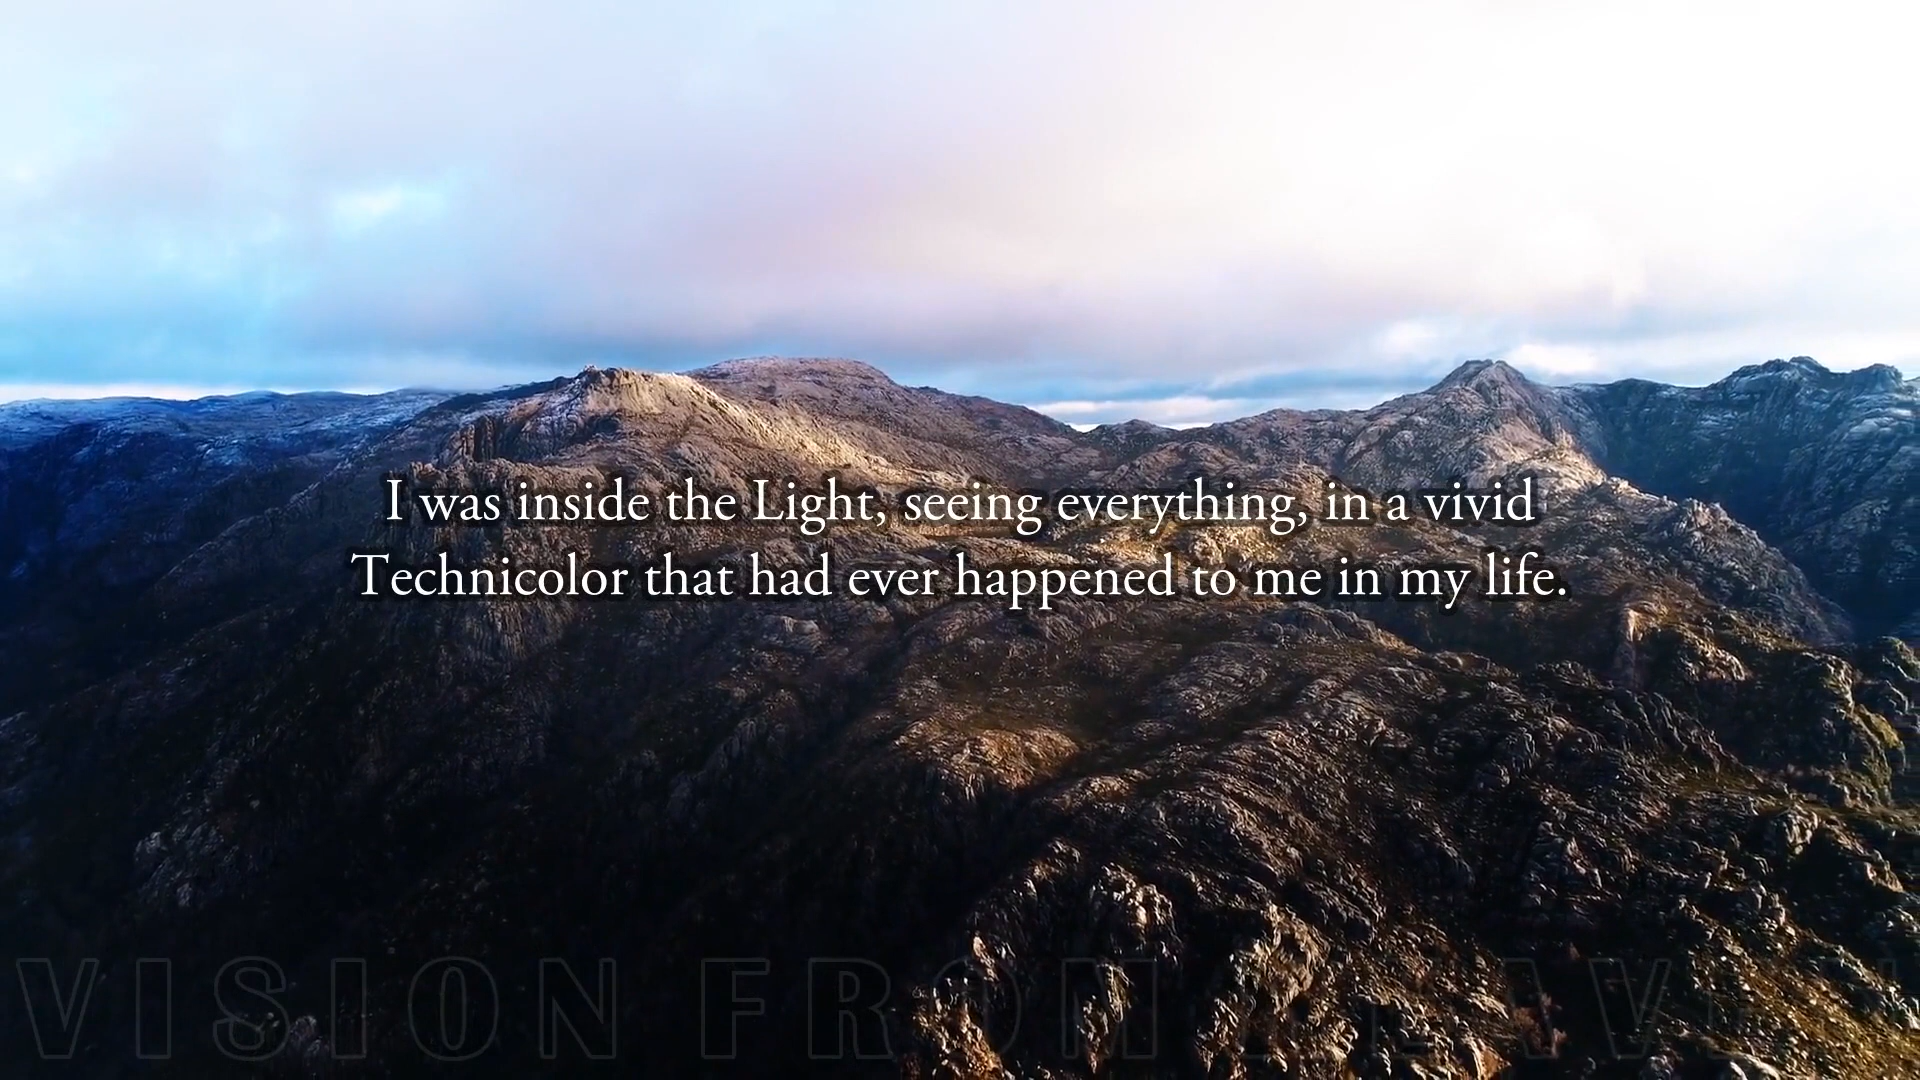 I was inside the Light, seeing everything, in a vivid
Technicolor that had ever happened to me in my life.
VISION FROM HEAVEN